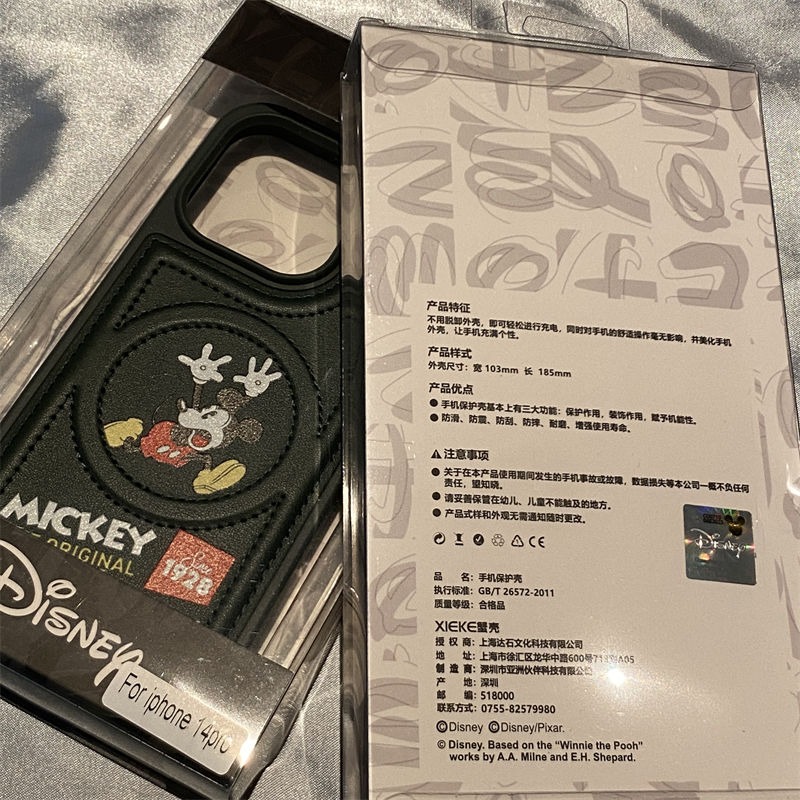 MICKEY
ORIGINAL
Since
1928
Disney
For iphone 14pro
产品特征
不用脱卸外壳，即可轻松进行充电，同时对手机的舒适操作毫无影响，并美化手机
外壳，让手机充满个性。
产品样式
外壳尺寸：宽 103mm 长 185mm
产品优点
● 手机保护壳基本上有三大功能：保护作用，装饰作用，赋予机能性。
● 防滑、防震、防刮、防摔、耐磨、增强使用寿命。
注意事项
● 关于在本产品使用期间发生的手机事故或故障，数据损失等本公司一概不负任何
责任，望知晓。
● 请妥善保管在幼儿、儿童不能触及的地方。
● 产品式样和外观无需通知随时更改。
CE
Disney
品 名：手机保护壳
执行标准：GB/T 26572-2011
质量等级：合格品
XIEKE蟹壳
授 权 商：上海达石文化科技有限公司
地 址：上海市徐汇区龙华中路600号
制 造 商：深圳市亚洲伙伴科技有限公司
产 地：深圳
邮 编：518000
联系方式：0755-82579980
©Disney ©Disney/Pixar.
© Disney. Based on the “Winnie the Pooh”
works by A.A. Milne and E.H. Shepard.